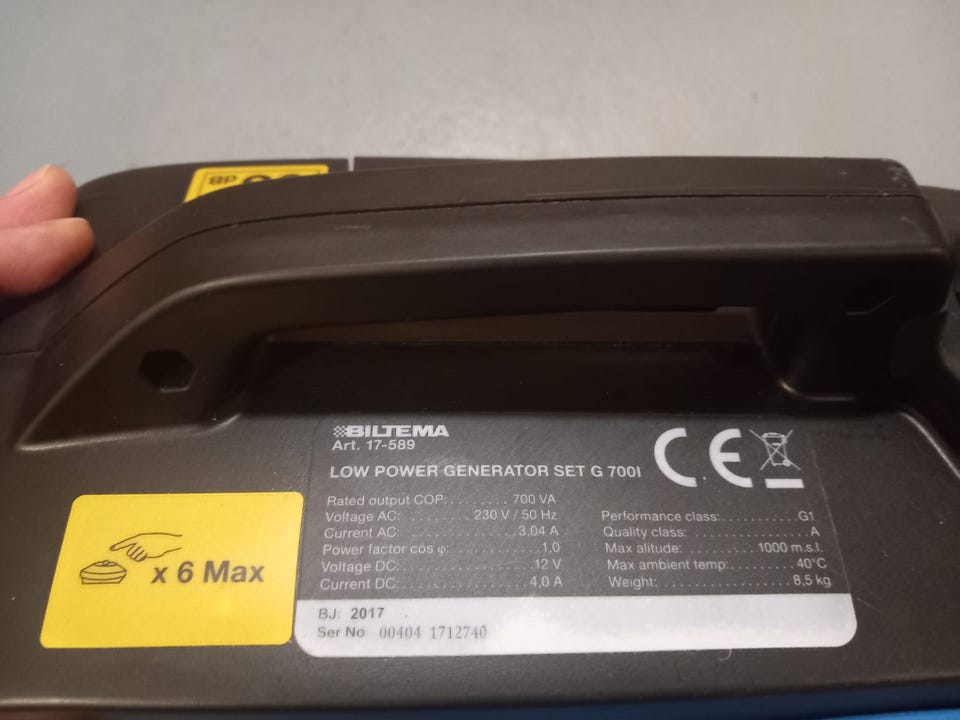 dB
BILTEMA
Art. 17-589
LOW POWER GENERATOR SET G 700I
Rated output COP:......... 700 VA
Voltage AC: ........... 230 V / 50 Hz
Current AC: .................. 3,04 A
Power factor cos φ:............. 1,0
Voltage DC: .................... 12 V
Current DC: ................... 4,0 A
Performance class:........... G1
Quality class: ................... A
Max alitude: ........... 1000 m.s.l.
Max ambient temp:......... 40°C
Weight: ...................... 8,5 kg
CE
BJ: 2017
Ser No 00404 1712740
x 6 Max